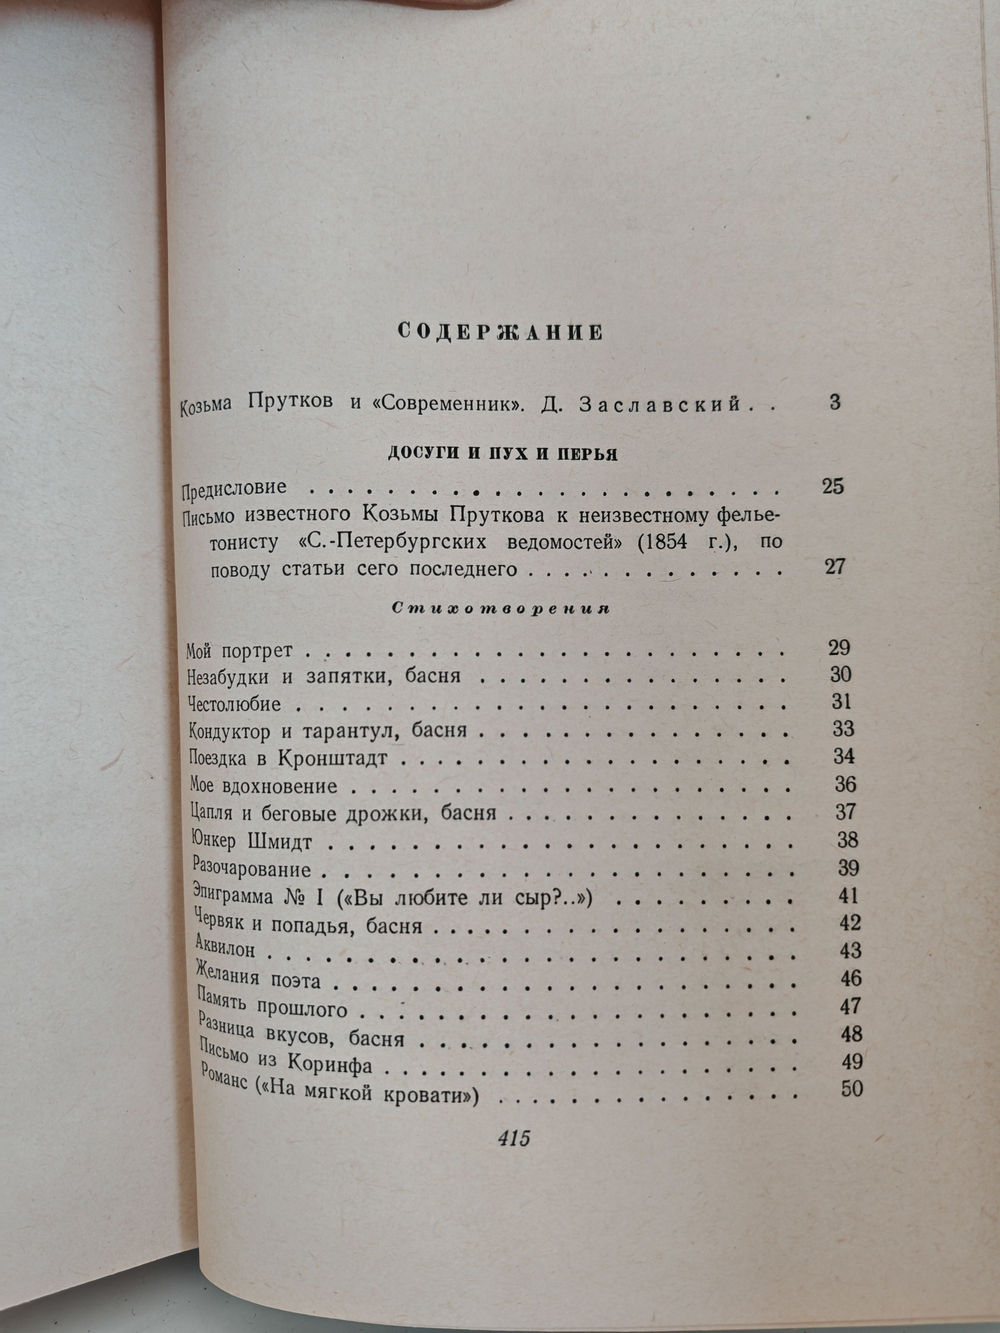 СОДЕРЖАНИЕ
Козьма Прутков и «Современник». Д. Заславский . . 3
ДОСУГИ И ПУХ И ПЕРЬЯ
Предисловие . . . . . . . . . . . . . . . . . . . . 25
Письмо известного Козьмы Пруткова к неизвестному фелье-
тонисту «С.-Петербургских ведомостей» (1854 г.), по
поводу статьи сего последнего . . . . . . . . . . . . 27
Стихотворения
Мой портрет . . . . . . . . . . . . . . . . . . . . 29
Незабудки и запятки, басня . . . . . . . . . . . . . 30
Честолюбие . . . . . . . . . . . . . . . . . . . . 31
Кондуктор и тарантул, басня . . . . . . . . . . . . . 33
Поездка в Кронштадт . . . . . . . . . . . . . . . . 34
Мое вдохновение . . . . . . . . . . . . . . . . . . 36
Цапля и беговые дрожки, басня . . . . . . . . . . . . 37
Юнкер Шмидт . . . . . . . . . . . . . . . . . . . 38
Разочарование . . . . . . . . . . . . . . . . . . . 39
Эпиграмма № I («Вы любите ли сыр?..») . . . . . . . . . 41
Червяк и попадья, басня . . . . . . . . . . . . . . . 42
Аквилон . . . . . . . . . . . . . . . . . . . . . 43
Желания поэта . . . . . . . . . . . . . . . . . . . 46
Память прошлого . . . . . . . . . . . . . . . . . . 47
Разница вкусов, басня . . . . . . . . . . . . . . . . 48
Письмо из Коринфа . . . . . . . . . . . . . . . . . 49
Романс («На мягкой кровати») . . . . . . . . . . . . . 50
415